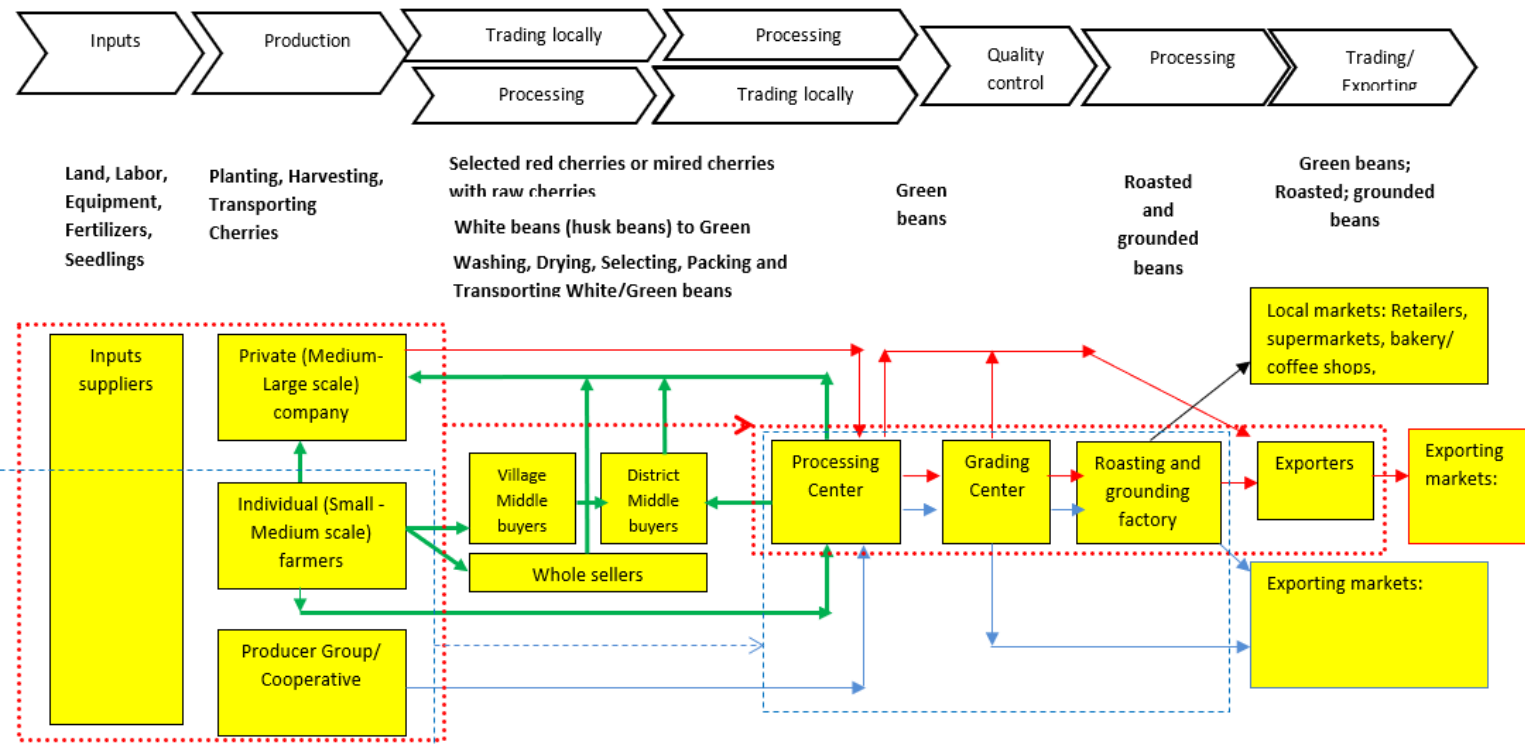 Inputs
Production
Trading locally
Processing
Processing
Trading locally
Quality
control
Processing
Trading/
Exporting
Land, Labor,
Equipment,
Fertilizers,
Seedlings
Planting, Harvesting,
Transporting
Cherries
Selected red cherries or mired cherries
with raw cherries
White beans (husk beans) to Green
Washing, Drying, Selecting, Packing and
Transporting White/Green beans
Green
beans
Roasted
and
grounded
beans
Green beans;
Roasted; grounded
beans
Inputs
suppliers
Private (Medium-
Large scale)
company
Individual (Small -
Medium scale)
farmers
Producer Group/
Cooperative
Village
Middle
buyers
District
Middle
buyers
Whole sellers
Processing
Center
Grading
Center
Roasting and
grounding
factory
Local markets: Retailers,
supermarkets, bakery/
coffee shops,
Exporters
Exporting
markets:
Exporting markets: